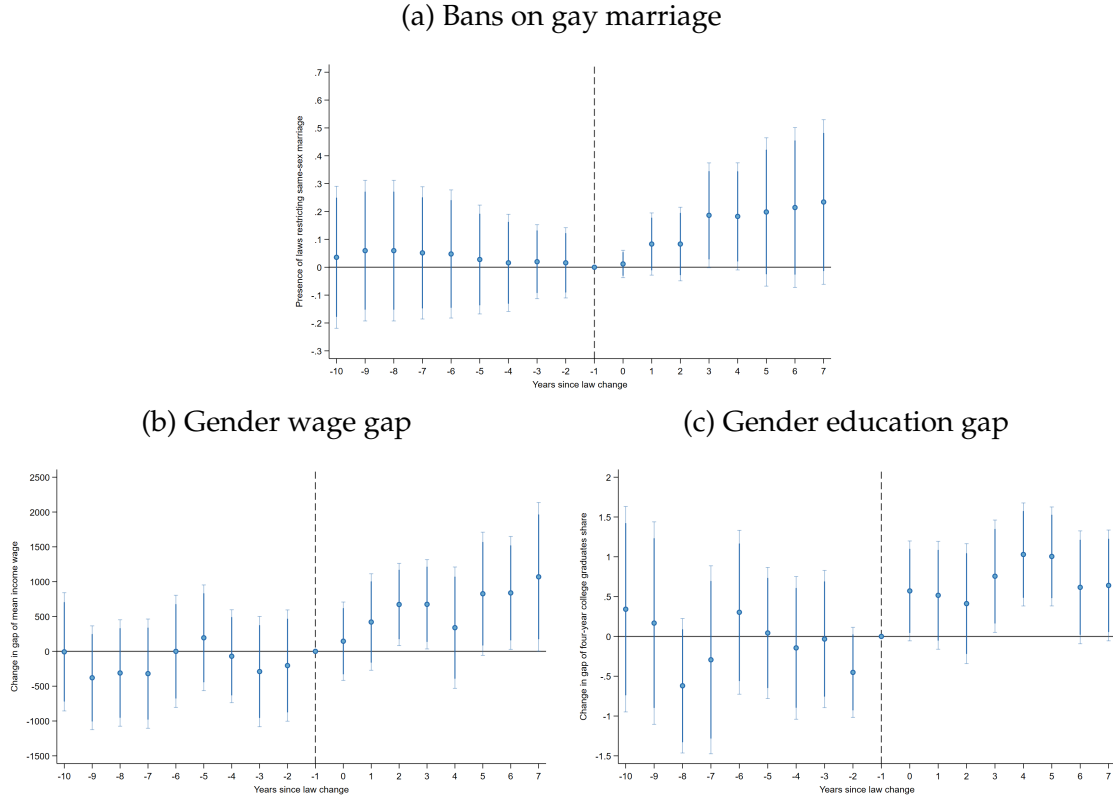 (a) Bans on gay marriage
Presence of laws restricting same-sex marriage
.7
.6
.5
.4
.3
.2
.1
0
-.1
-.2
-.3
-10 -9 -8 -7 -6 -5 -4 -3 -2 -1 0 1 2 3 4 5 6 7
Years since law change
(b) Gender wage gap
Change in gap of mean income wage
2500
2000
1500
1000
500
0
-500
-1000
-1500
-10 -9 -8 -7 -6 -5 -4 -3 -2 -1 0 1 2 3 4 5 6 7
Years since law change
(c) Gender education gap
Change in gap of four-year college graduates share
2
1.5
1
.5
0
-.5
-1
-1.5
-10 -9 -8 -7 -6 -5 -4 -3 -2 -1 0 1 2 3 4 5 6 7
Years since law change